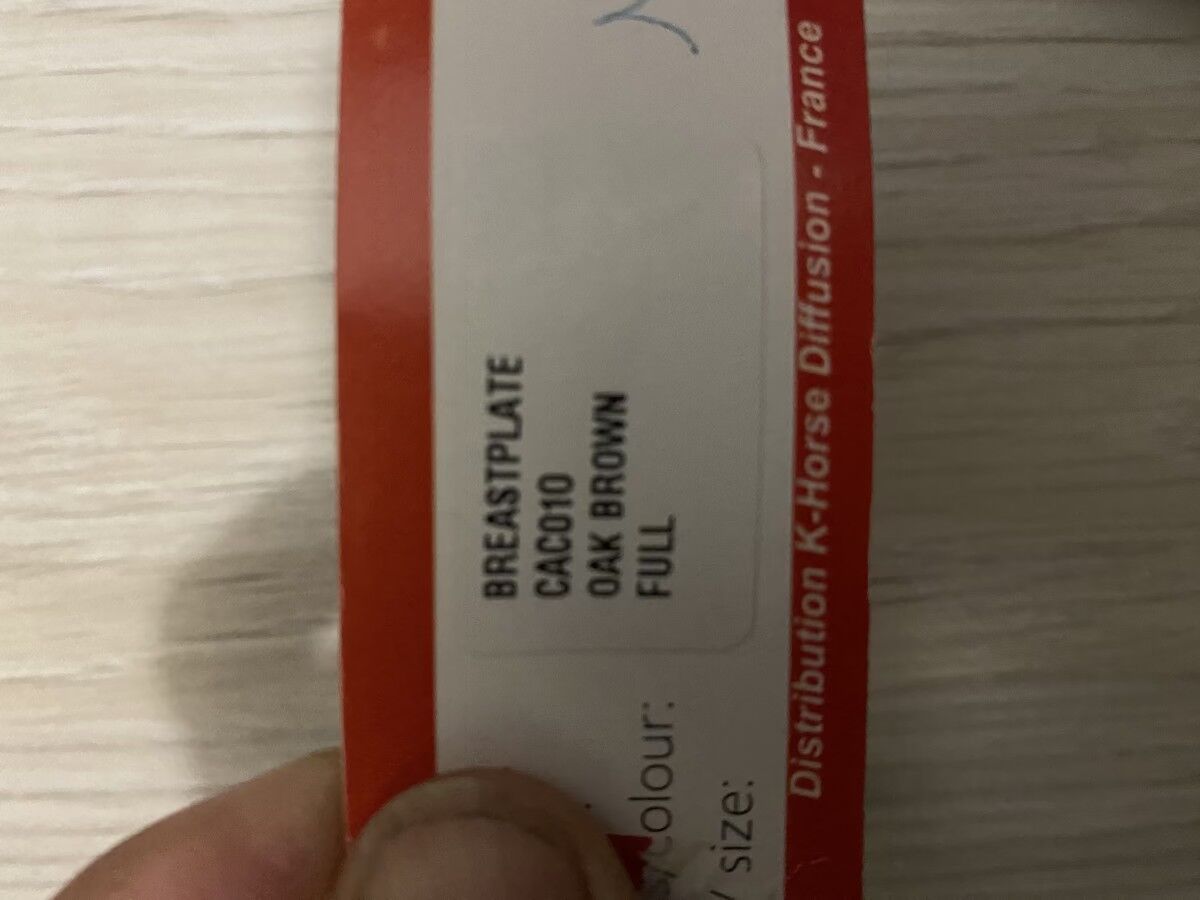 BREASTPLATE
CAC010
OAK BROWN
FULL
colour:
/ size:
Distribution K-Horse Diffusion - France